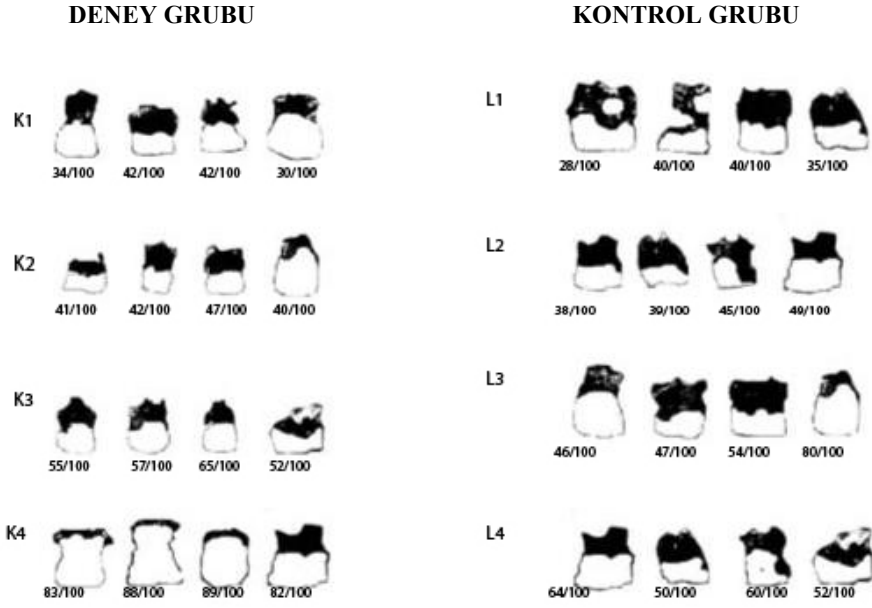 DENEY GRUBU
K1
34/100 42/100 42/100 30/100
K2
41/100 42/100 47/100 40/100
K3
55/100 57/100 65/100 52/100
K4
83/100 88/100 89/100 82/100
KONTROL GRUBU
L1
28/100 40/100 40/100 35/100
L2
38/100 39/100 45/100 49/100
L3
46/100 47/100 54/100 80/100
L4
64/100 50/100 60/100 52/100